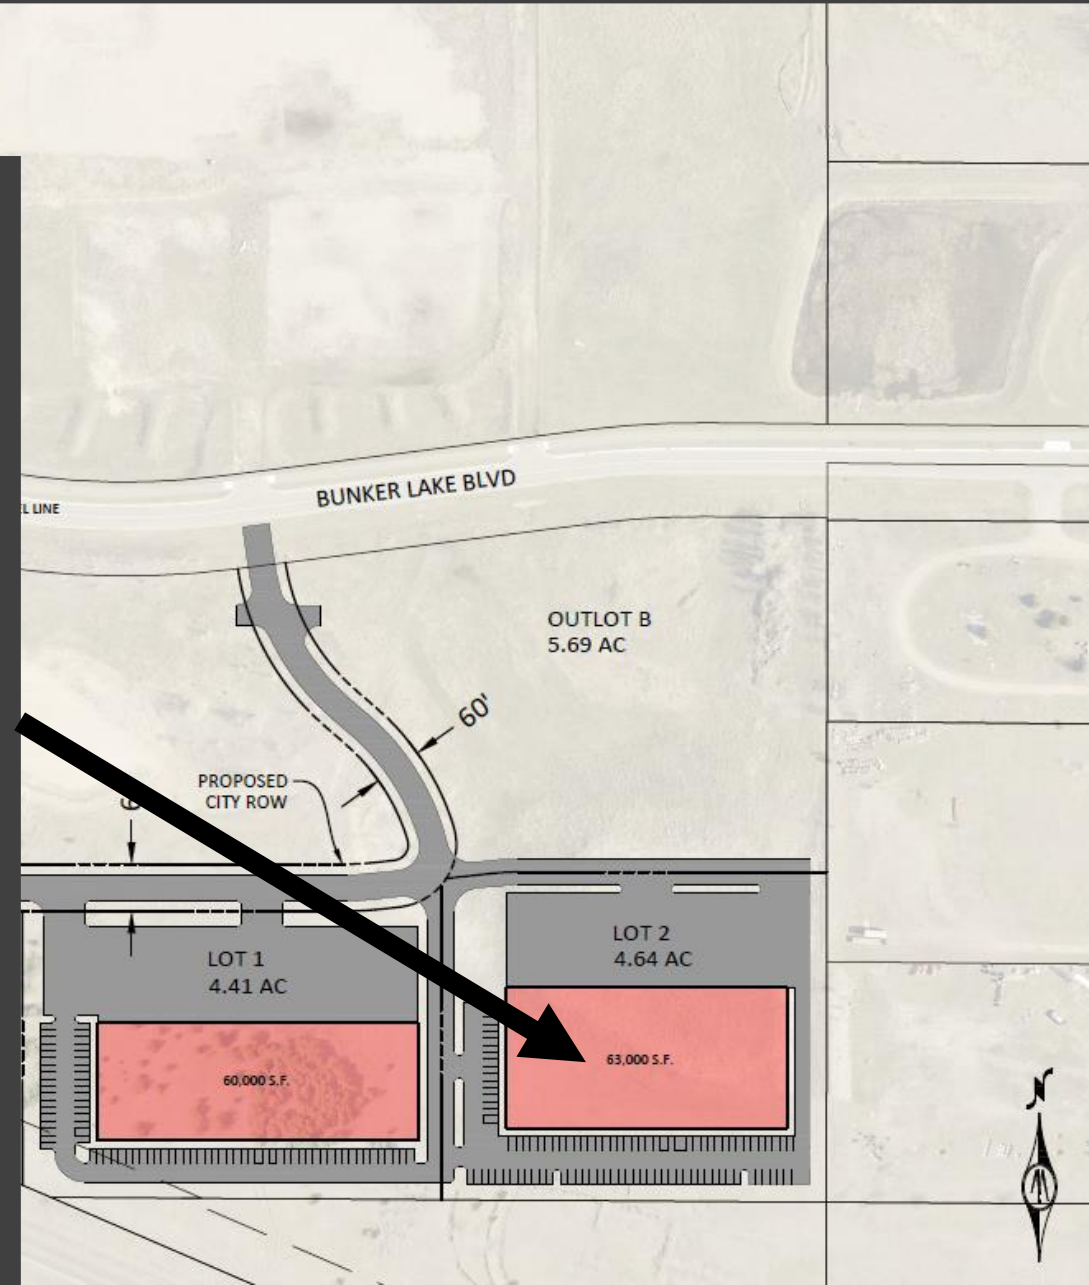 BUNKER LAKE BLVD
LINE
OUTLOT B
5.69 AC
60'
PROPOSED
CITY ROW
LOT 1
4.41 AC
LOT 2
4.64 AC
60,000 S.F.
63,000 S.F.
N